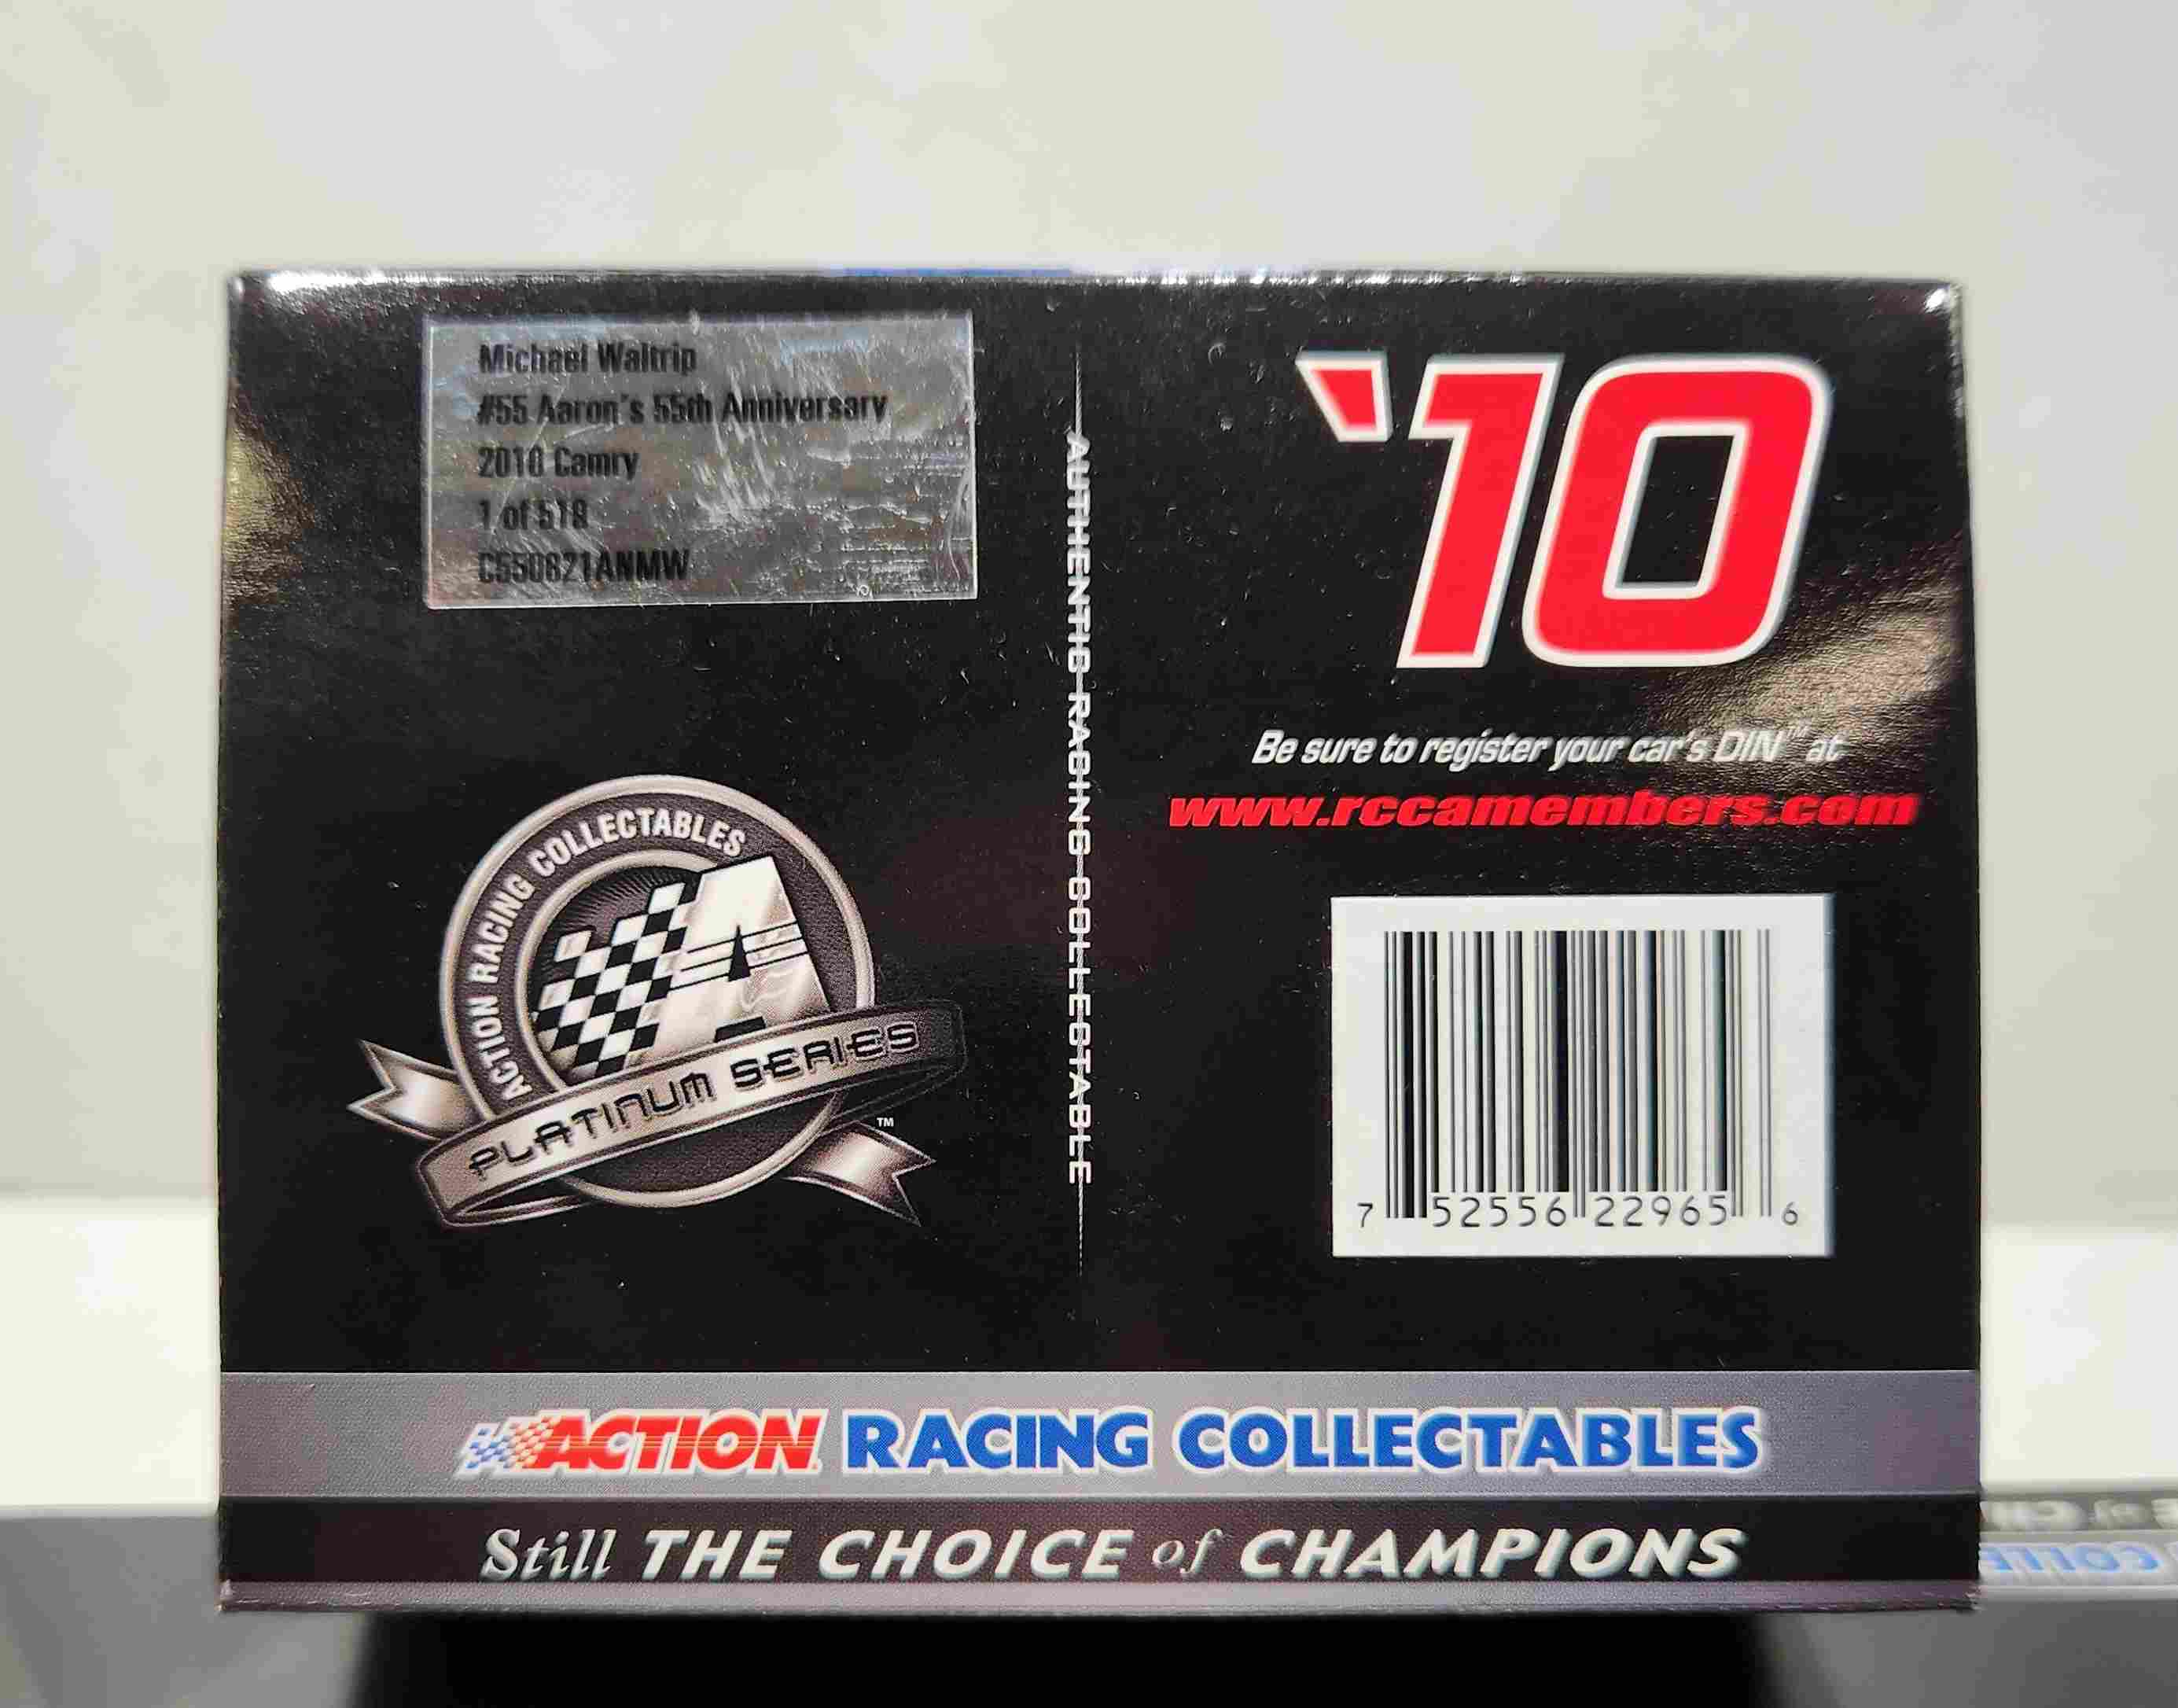 Michael Waltrip
#55 Aaron's 55th Anniversary
2010 Camry
1 of 518
C550821ANMW
ACTION RACING COLLECTABLES
A
PLATINUM SERIES
™
AUTHENTIC RACING COLLECTABLE
'10
Be sure to register your car's DIN™ at
www.rccamembers.com
7 52556 22965 6
ACTION RACING COLLECTABLES
Still THE CHOICE of CHAMPIONS